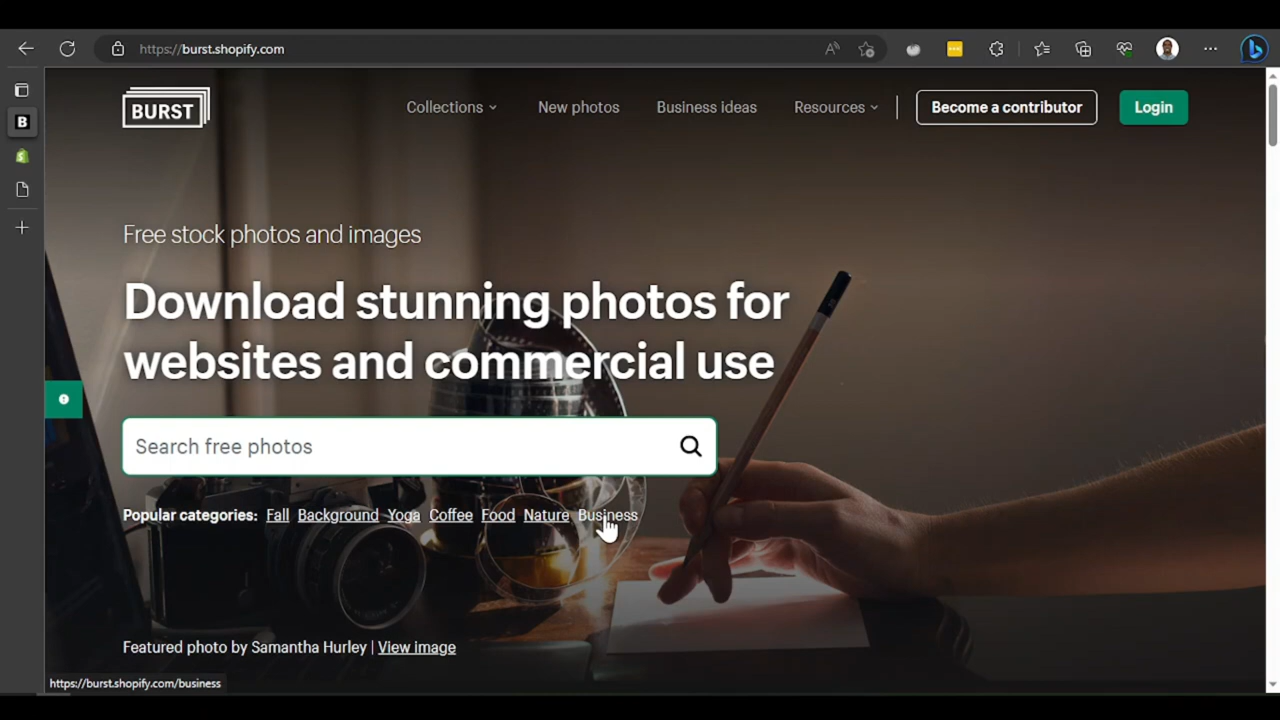 https://burst.shopify.com
BURST
Collections
New photos
Business ideas
Resources
Become a contributor
Login
Free stock photos and images
Download stunning photos for
websites and commercial use
Search free photos
Popular categories: Fall Background Yoga Coffee Food Nature Business
Featured photo by Samantha Hurley | View image
https://burst.shopify.com/business